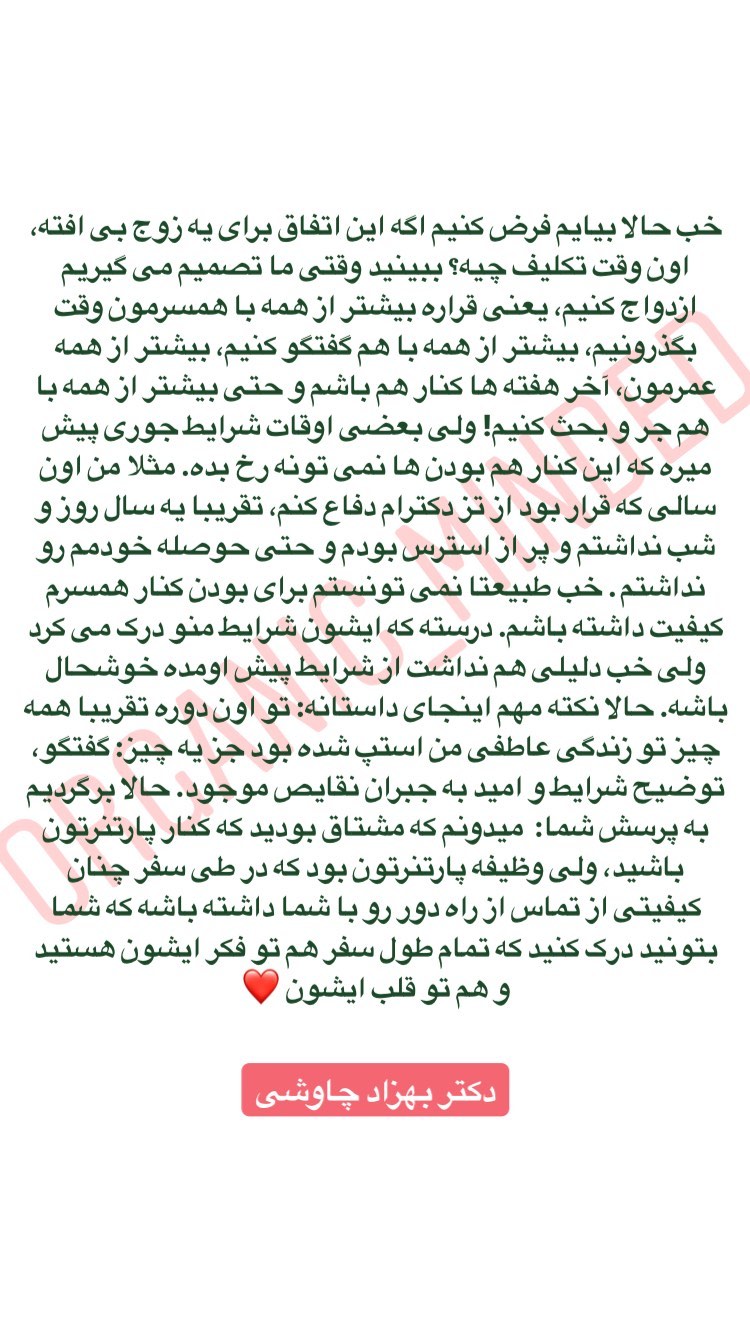 خب حالا بیایم فرض کنیم اگه این اتفاق برای یه زوج بی افته،
اون وقت تکلیف چیه؟ ببینید وقتی ما تصمیم می گیریم
ازدواج کنیم، یعنی قراره بیشتر از همه با همسرمون وقت
بگذرونیم، بیشتر از همه با هم گفتگو کنیم، بیشتر از همه
عمرمون، آخر هفته ها کنار هم باشم و حتی بیشتر از همه با
هم جر و بحث کنیم! ولی بعضی اوقات شرایط جوری پیش
میره که این کنار هم بودن ها نمی تونه رخ بده. مثلا من اون
سالی که قرار بود از تز دکترام دفاع کنم، تقریبا یه سال روز و
شب نداشتم و پر از استرس بودم و حتی حوصله خودمم رو
نداشتم . خب طبیعتا نمی تونستم برای بودن کنار همسرم
کیفیت داشته باشم. درسته که ایشون شرایط منو درک می کرد
ولی خب دلیلی هم نداشت از شرایط پیش اومده خوشحال
باشه. حالا نکته مهم اینجای داستانه: تو اون دوره تقریبا همه
چیز تو زندگی عاطفی من استپ شده بود جز یه چیز: گفتگو،
توضیح شرایط و امید به جبران نقایص موجود. حالا برگردیم
به پرسش شما: میدونم که مشتاق بودید که کنار پارتنرتون
باشید، ولی وظیفه پارتنرتون بود که در طی سفر چنان
کیفیتی از تماس از راه دور رو با شما داشته باشه که شما
بتونید درک کنید که تمام طول سفر هم تو فکر ایشون هستید
و هم تو قلب ایشون ❤️
دکتر بهزاد چاوشی
ORGANIC_MINDED